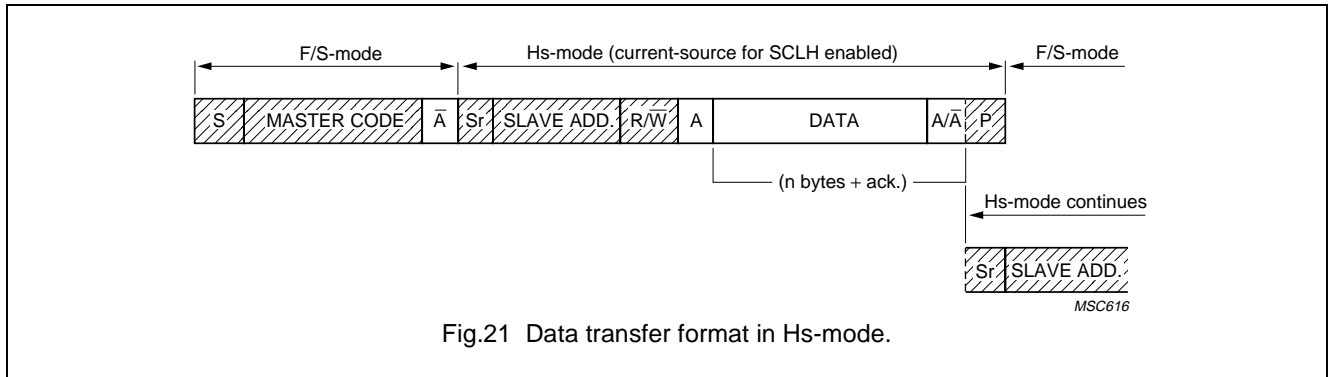 F/S-mode Hs-mode (current-source for SCLH enabled) F/S-mode
S MASTER CODE A̅ Sr SLAVE ADD. R/W̅ A DATA A/A̅ P
(n bytes + ack.)
Hs-mode continues
Sr SLAVE ADD.
MSC616
Fig.21 Data transfer format in Hs-mode.